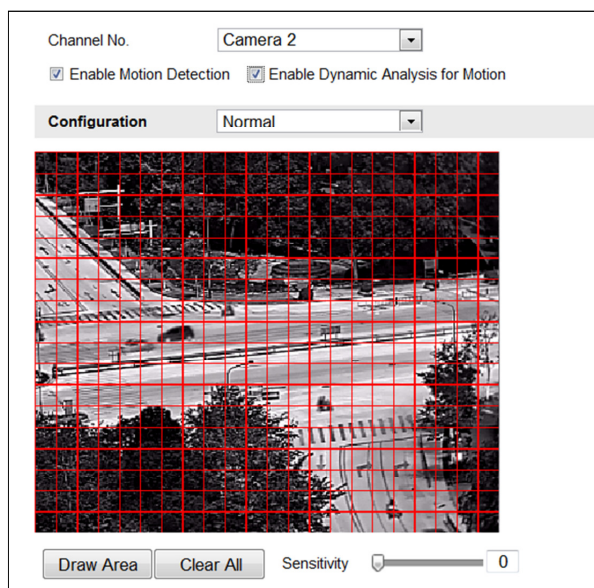 Channel No. Camera 2
Enable Motion Detection Enable Dynamic Analysis for Motion
Configuration Normal
Draw Area Clear All Sensitivity 0